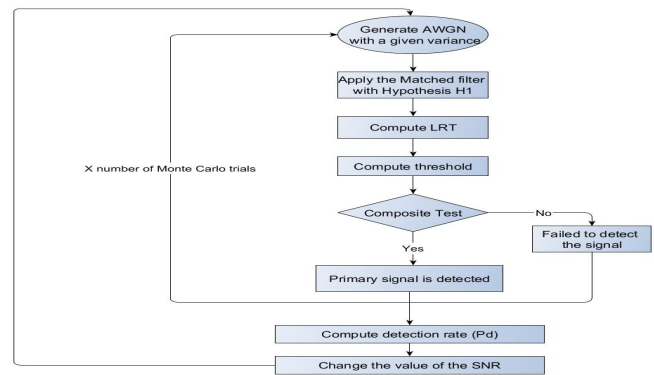 Generate AWGN
with a given variance
Apply the Matched filter
with Hypothesis H1
Compute LRT
X number of Monte Carlo trials
Compute threshold
Composite Test
No
Failed to detect
the signal
Yes
Primary signal is detected
Compute detection rate (Pd)
Change the value of the SNR